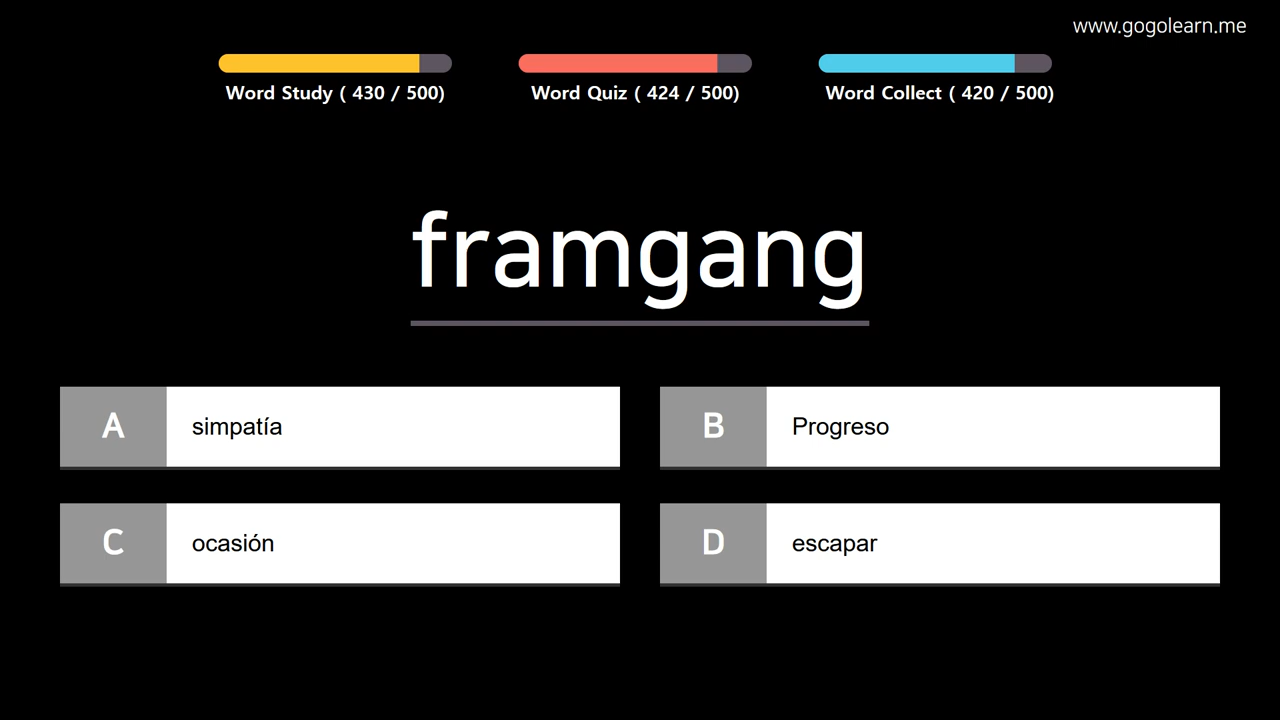 www.gogolearn.me
Word Study ( 430 / 500)
Word Quiz ( 424 / 500)
Word Collect ( 420 / 500)
framgang
A simpatía
B Progreso
C ocasión
D escapar